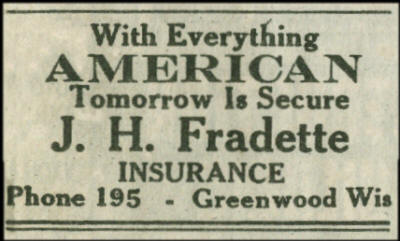 With Everything
AMERICAN
Tomorrow Is Secure
J. H. Fradette
INSURANCE
Phone 195 - Greenwood Wis